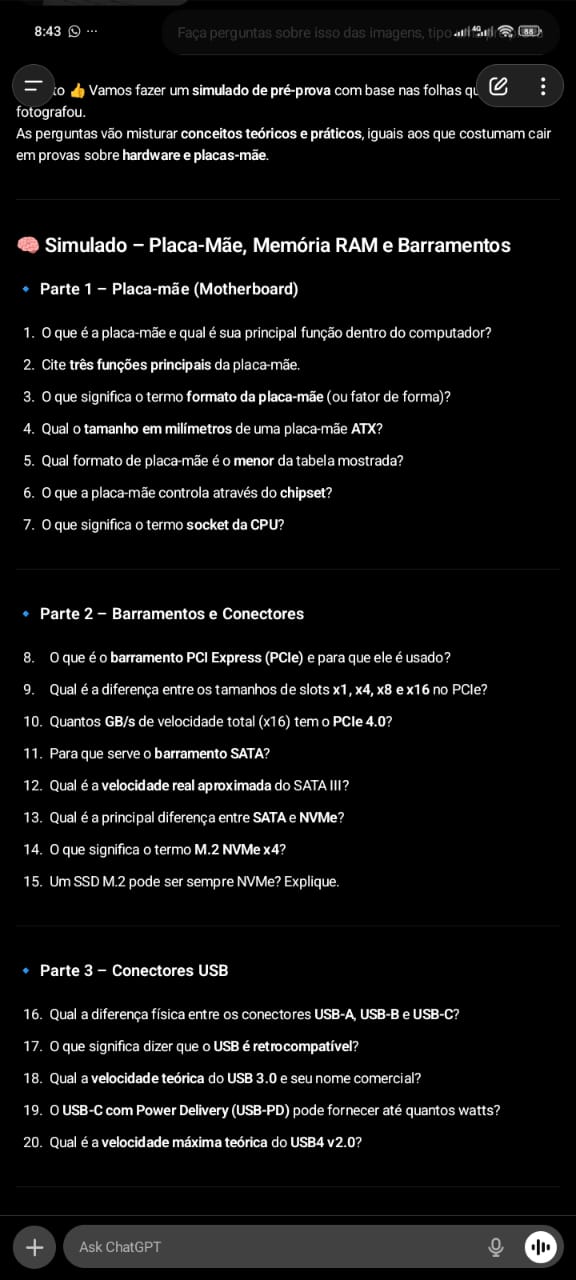 8:43 ...
Faça perguntas sobre isso das imagens, tipo
4G
88
to 👍 Vamos fazer um simulado de pré-prova com base nas folhas qu
fotografou.
As perguntas vão misturar conceitos teóricos e práticos, iguais aos que costumam cair
em provas sobre hardware e placas-mãe.
🧠 Simulado – Placa-Mãe, Memória RAM e Barramentos
🔹 Parte 1 – Placa-mãe (Motherboard)
1. O que é a placa-mãe e qual é sua principal função dentro do computador?
2. Cite três funções principais da placa-mãe.
3. O que significa o termo formato da placa-mãe (ou fator de forma)?
4. Qual o tamanho em milímetros de uma placa-mãe ATX?
5. Qual formato de placa-mãe é o menor da tabela mostrada?
6. O que a placa-mãe controla através do chipset?
7. O que significa o termo socket da CPU?
🔹 Parte 2 – Barramentos e Conectores
8. O que é o barramento PCI Express (PCIe) e para que ele é usado?
9. Qual é a diferença entre os tamanhos de slots x1, x4, x8 e x16 no PCIe?
10. Quantos GB/s de velocidade total (x16) tem o PCIe 4.0?
11. Para que serve o barramento SATA?
12. Qual é a velocidade real aproximada do SATA III?
13. Qual é a principal diferença entre SATA e NVMe?
14. O que significa o termo M.2 NVMe x4?
15. Um SSD M.2 pode ser sempre NVMe? Explique.
🔹 Parte 3 – Conectores USB
16. Qual a diferença física entre os conectores USB-A, USB-B e USB-C?
17. O que significa dizer que o USB é retrocompatível?
18. Qual a velocidade teórica do USB 3.0 e seu nome comercial?
19. O USB-C com Power Delivery (USB-PD) pode fornecer até quantos watts?
20. Qual é a velocidade máxima teórica do USB4 v2.0?
Ask ChatGPT